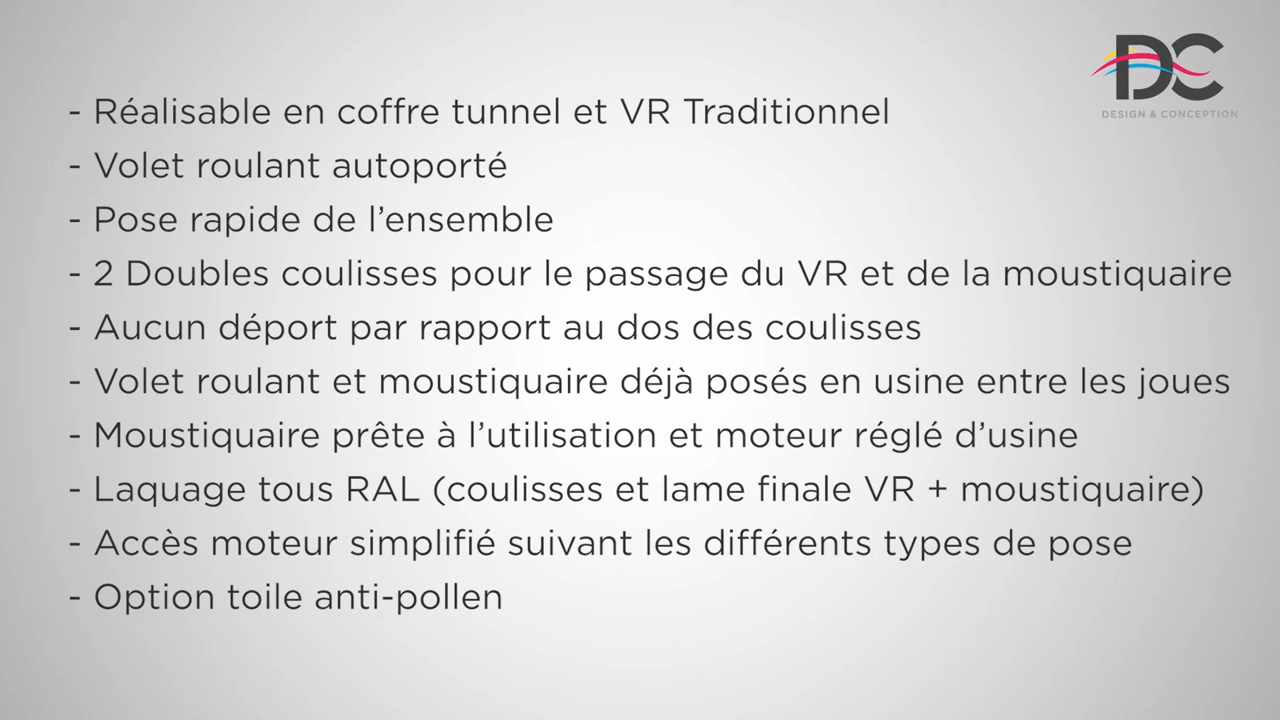 DC
DESIGN & CONCEPTION
- Réalisable en coffre tunnel et VR Traditionnel
- Volet roulant autoporté
- Pose rapide de l’ensemble
- 2 Doubles coulisses pour le passage du VR et de la moustiquaire
- Aucun déport par rapport au dos des coulisses
- Volet roulant et moustiquaire déjà posés en usine entre les joues
- Moustiquaire prête à l’utilisation et moteur réglé d’usine
- Laquage tous RAL (coulisses et lame finale VR + moustiquaire)
- Accès moteur simplifié suivant les différents types de pose
- Option toile anti-pollen